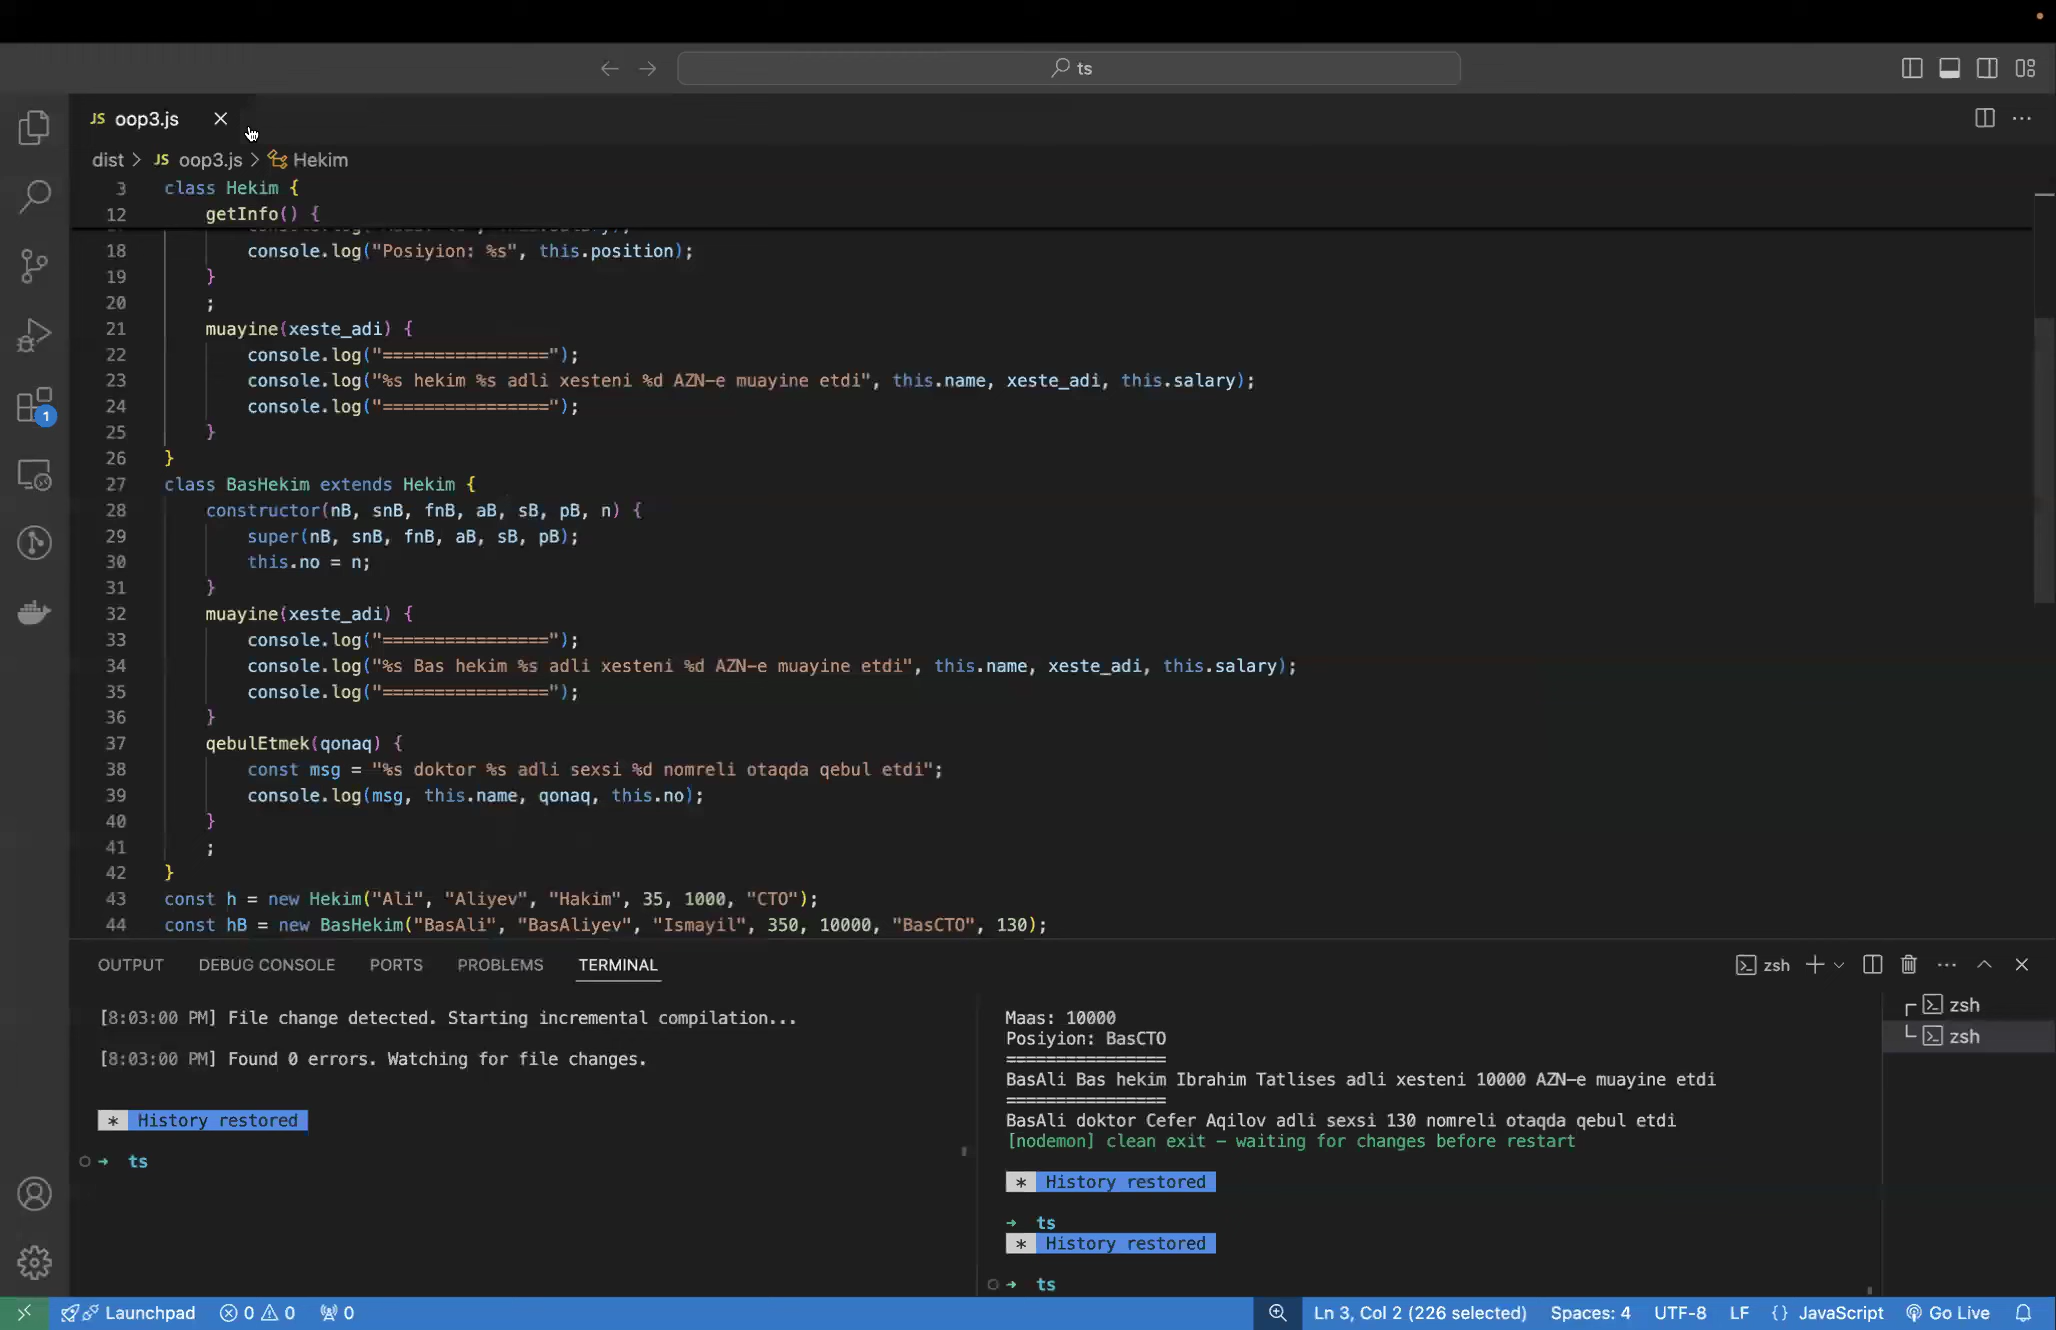 ts
JS oop3.js
dist > JS oop3.js > Hekim
3 class Hekim {
12 getInfo() {
18 console.log("Posiyion: %s", this.position);
19 }
20 ;
21 muayine(xeste_adi) {
22 console.log("================");
23 console.log("%s hekim %s adli xesteni %d AZN-e muayine etdi", this.name, xeste_adi, this.salary);
24 console.log("================");
25 }
26 }
27 class BasHekim extends Hekim {
28 constructor(nB, snB, fnB, aB, sB, pB, n) {
29 super(nB, snB, fnB, aB, sB, pB);
30 this.no = n;
31 }
32 muayine(xeste_adi) {
33 console.log("================");
34 console.log("%s Bas hekim %s adli xesteni %d AZN-e muayine etdi", this.name, xeste_adi, this.salary);
35 console.log("================");
36 }
37 qebulEtmek(qonaq) {
38 const msg = "%s doktor %s adli sexsi %d nomreli otaqda qebul etdi";
39 console.log(msg, this.name, qonaq, this.no);
40 }
41 ;
42 }
43 const h = new Hekim("Ali", "Aliyev", "Hakim", 35, 1000, "CTO");
44 const hB = new BasHekim("BasAli", "BasAliyev", "Ismayil", 350, 10000, "BasCTO", 130);
1
OUTPUT DEBUG CONSOLE PORTS PROBLEMS TERMINAL
zsh
[8:03:00 PM] File change detected. Starting incremental compilation...
[8:03:00 PM] Found 0 errors. Watching for file changes.
* History restored
→ ts
Maas: 10000
Posiyion: BasCTO
================
BasAli Bas hekim Ibrahim Tatlises adli xesteni 10000 AZN-e muayine etdi
================
BasAli doktor Cefer Aqilov adli sexsi 130 nomreli otaqda qebul etdi
[nodemon] clean exit - waiting for changes before restart
* History restored
→ ts
* History restored
→ ts
zsh
zsh
Launchpad 0 0 0
Ln 3, Col 2 (226 selected) Spaces: 4 UTF-8 LF {} JavaScript Go Live